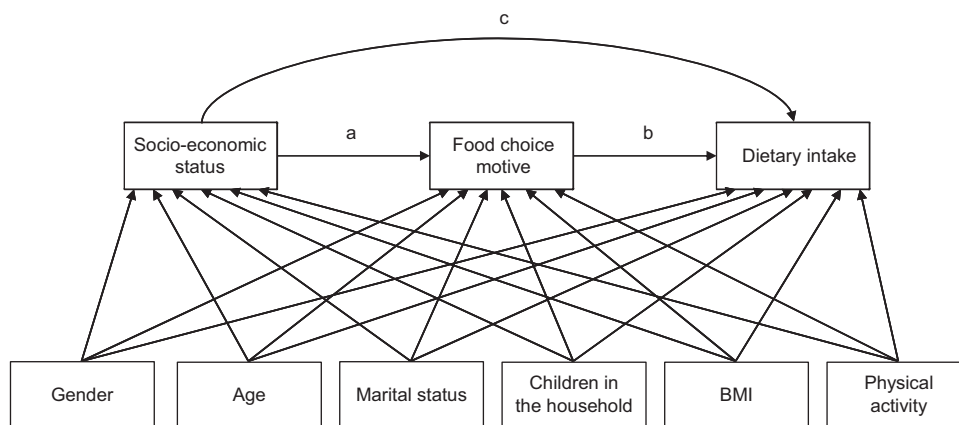 c
Socio-economic
status
a
Food choice
motive
b
Dietary intake
Gender
Age
Marital status
Children in
the household
BMI
Physical
activity